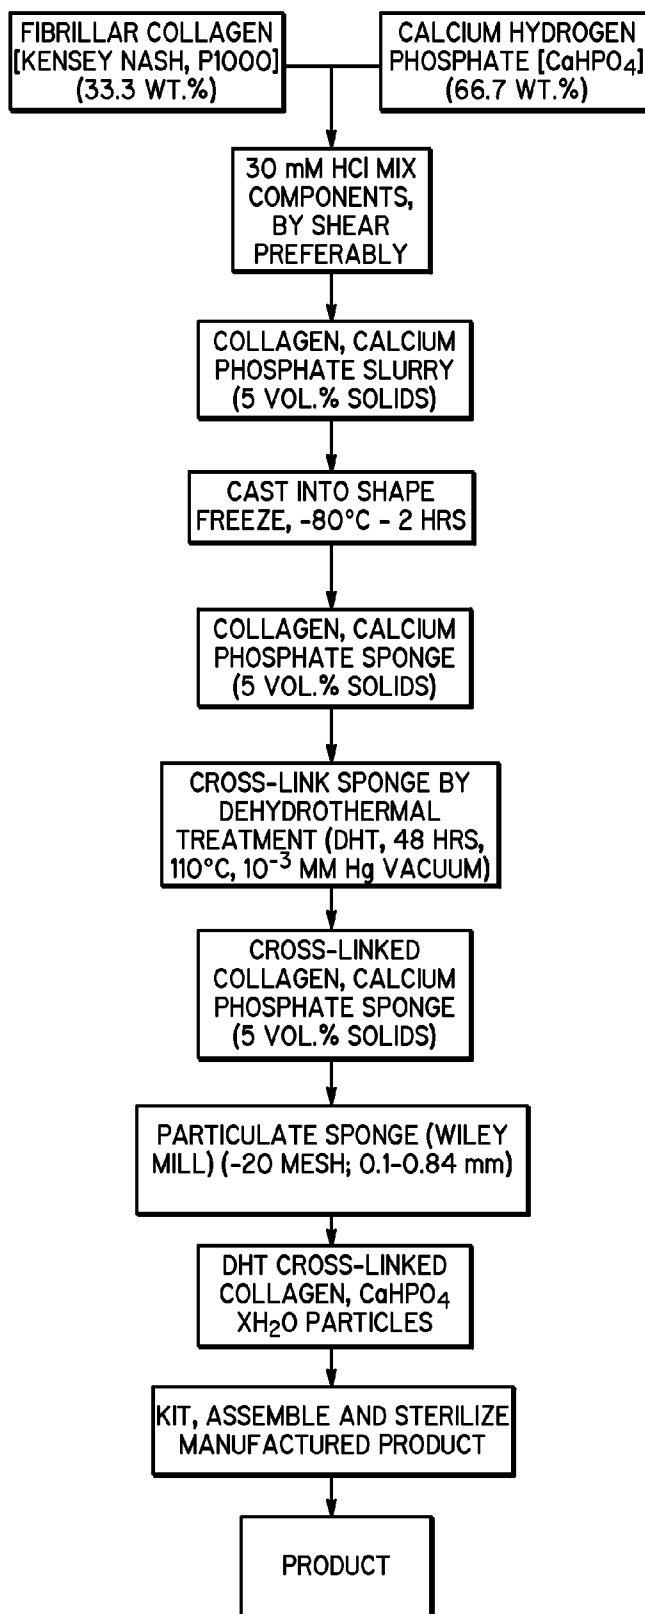 FIBRILLAR COLLAGEN
[KENSEY NASH, P1000]
(33.3 WT.%)
CALCIUM HYDROGEN
PHOSPHATE [CaHPO4]
(66.7 WT.%)
30 mM HCl MIX
COMPONENTS,
BY SHEAR
PREFERABLY
COLLAGEN, CALCIUM
PHOSPHATE SLURRY
(5 VOL.% SOLIDS)
CAST INTO SHAPE
FREEZE, -80°C - 2 HRS
COLLAGEN, CALCIUM
PHOSPHATE SPONGE
(5 VOL.% SOLIDS)
CROSS-LINK SPONGE BY
DEHYDROTHERMAL
TREATMENT (DHT, 48 HRS,
110°C, 10⁻³ MM Hg VACUUM)
CROSS-LINKED
COLLAGEN, CALCIUM
PHOSPHATE SPONGE
(5 VOL.% SOLIDS)
PARTICULATE SPONGE (WILEY
MILL) (-20 MESH; 0.1-0.84 mm)
DHT CROSS-LINKED
COLLAGEN, CaHPO₄
XH₂O PARTICLES
KIT, ASSEMBLE AND STERILIZE
MANUFACTURED PRODUCT
PRODUCT